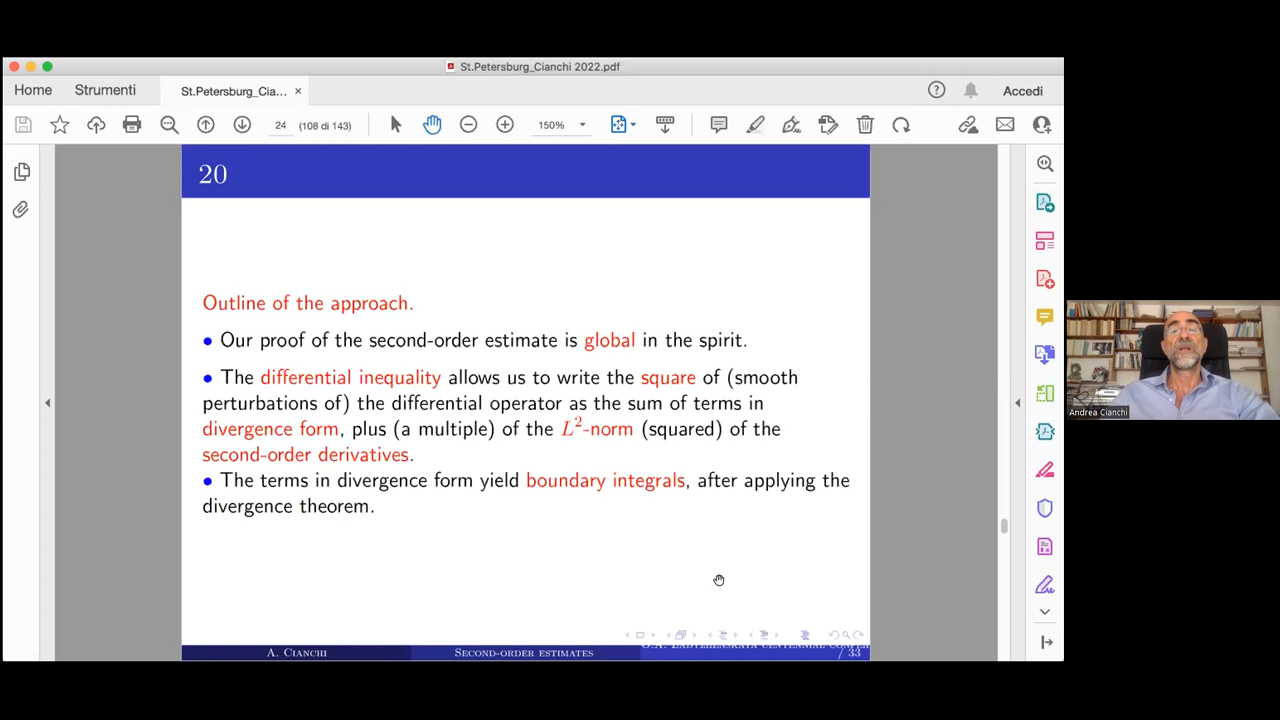 St.Petersburg_Cianchi 2022.pdf
Home Strumenti St.Petersburg_Cia... × Accedi
24 (108 di 143) 150%
20
Outline of the approach.
• Our proof of the second-order estimate is global in the spirit.
• The differential inequality allows us to write the square of (smooth
perturbations of) the differential operator as the sum of terms in
divergence form, plus (a multiple) of the L²-norm (squared) of the
second-order derivatives.
• The terms in divergence form yield boundary integrals, after applying the
divergence theorem.
Andrea Cianchi
A. Cianchi Second-order estimates / 33